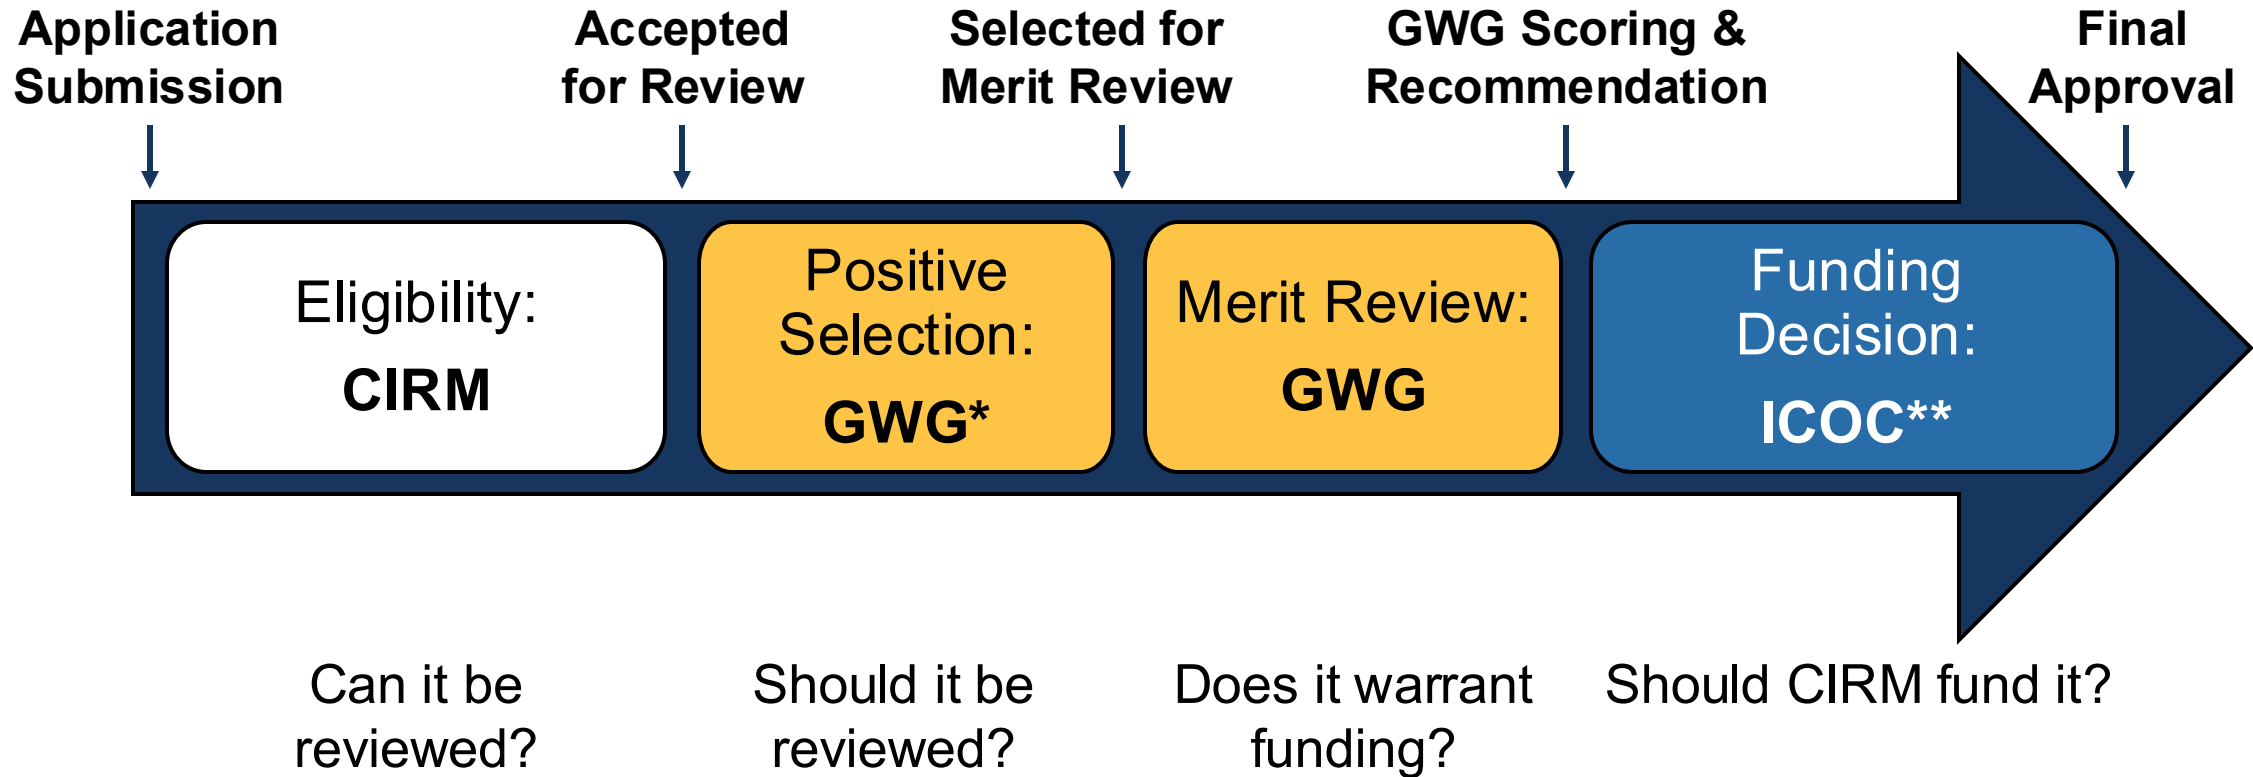 Application
Submission
Accepted
for Review
Selected for
Merit Review
GWG Scoring &
Recommendation
Final
Approval
Eligibility:
CIRM
Positive
Selection:
GWG*
Merit Review:
GWG
Funding
Decision:
ICOC**
Can it be
reviewed?
Should it be
reviewed?
Does it warrant
funding?
Should CIRM fund it?